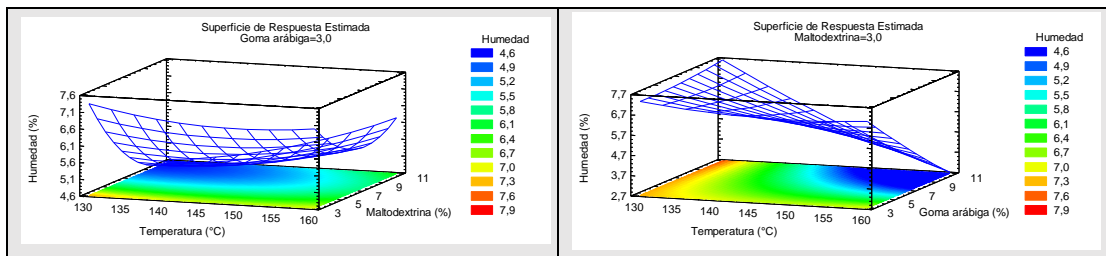 Superficie de Respuesta Estimada
Goma arábiga=3,0
Humedad
4,6
4,9
5,2
5,5
5,8
6,1
6,4
6,7
7,0
7,3
7,6
7,9
Humedad (%)
7,6
7,1
6,6
6,1
5,6
5,1
4,6
130 135 140 145 150 155 160
Temperatura (°C)
3 5 7 9 11
Maltodextrina (%)
Superficie de Respuesta Estimada
Maltodextrina=3,0
Humedad
4,6
4,9
5,2
5,5
5,8
6,1
6,4
6,7
7,0
7,3
7,6
7,9
Humedad (%)
7,7
6,7
5,7
4,7
3,7
2,7
130 135 140 145 150 155 160
Temperatura (°C)
3 5 7 9 11
Goma arábiga (%)